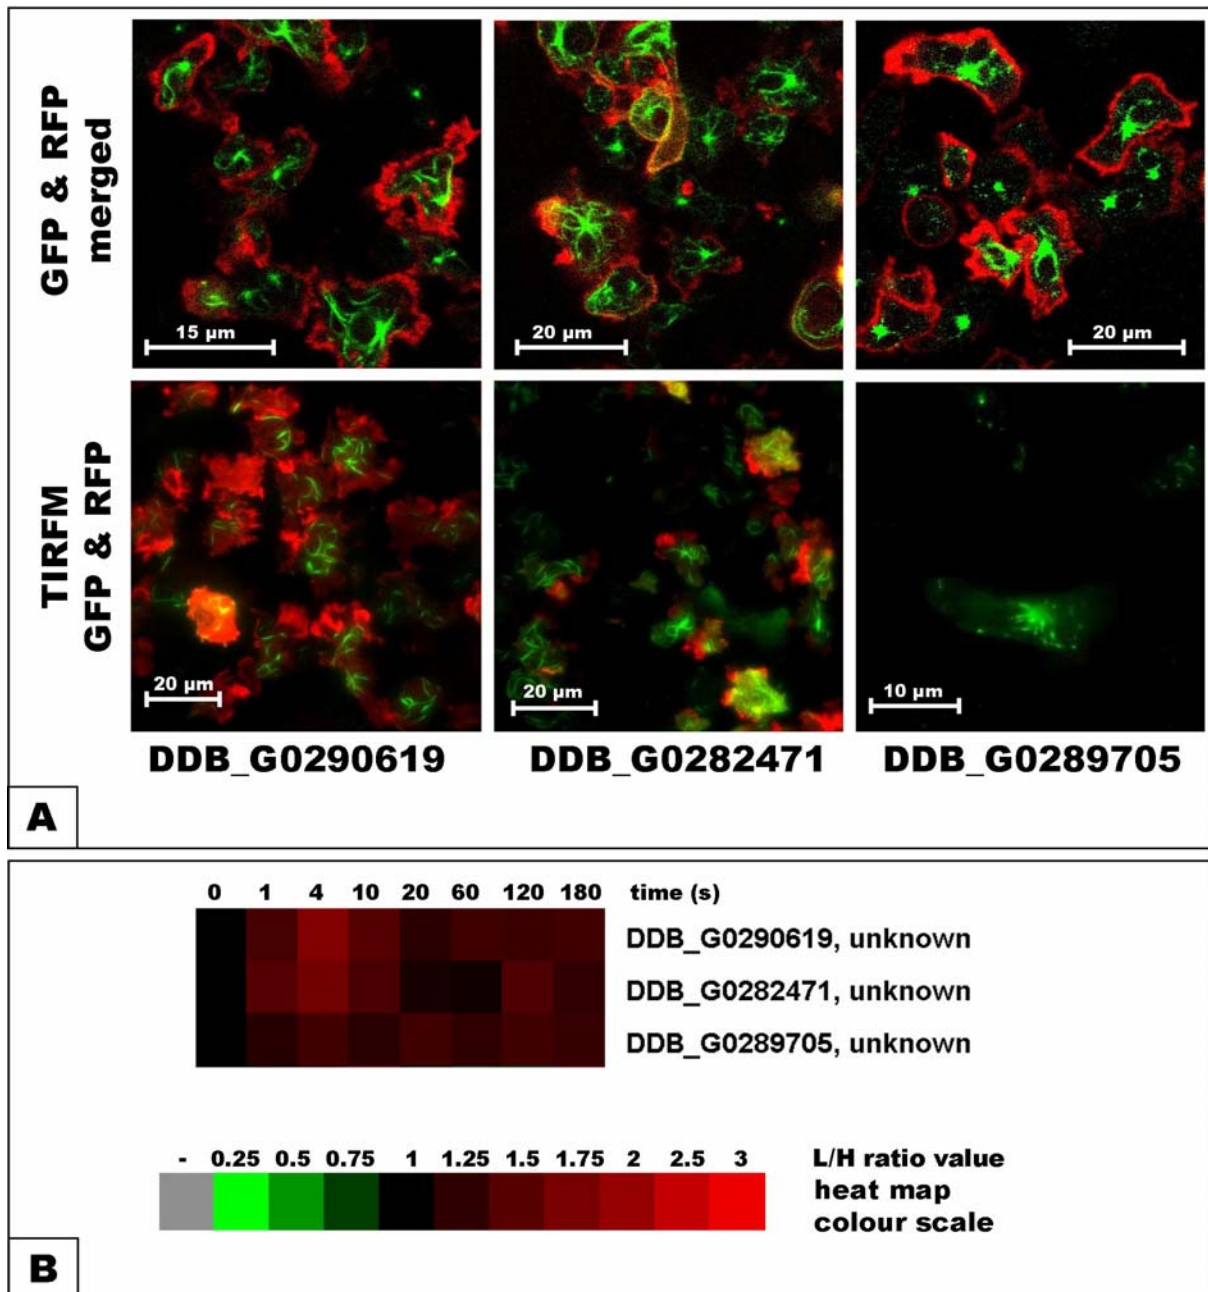 GFP & RFP
merged
15 µm
20 µm
20 µm
TIRFM
GFP & RFP
20 µm
20 µm
10 µm
DDB_G0290619
DDB_G0282471
DDB_G0289705
A
0 1 4 10 20 60 120 180 time (s)
DDB_G0290619, unknown
DDB_G0282471, unknown
DDB_G0289705, unknown
- 0.25 0.5 0.75 1 1.25 1.5 1.75 2 2.5 3 L/H ratio value
heat map
colour scale
B